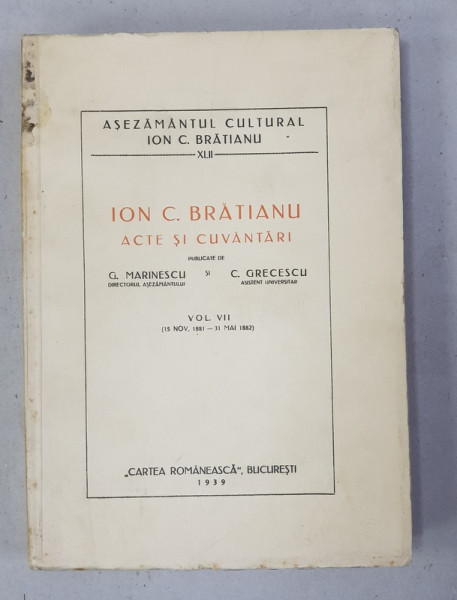 AȘEZĂMÂNTUL CULTURAL
ION C. BRĂTIANU
XLII
ION C. BRĂTIANU
ACTE ȘI CUVÂNTĂRI
PUBLICATE DE
G. MARINESCU SI C. GRECESCU
DIRECTORUL AȘEZĂMÂNTULUI ASISTENT UNIVERSITAR
VOL. VII
(15 NOV. 1881 — 31 MAI 1882)
„CARTEA ROMÂNEASCĂ“, BUCUREȘTI
1939